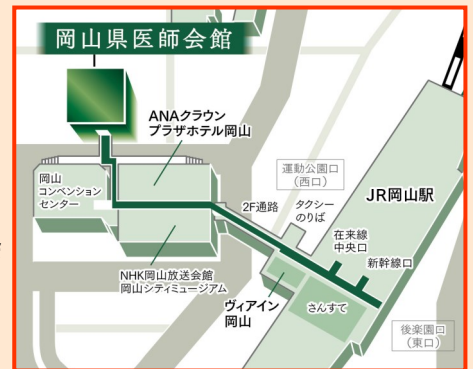 岡山県医師会館
ANAクラウン
プラザホテル岡山
岡山
コンベンション
センター
運動公園口
(西口)
JR岡山駅
2F通路
タクシー
のりば
在来線
中央口
新幹線口
NHK岡山放送会館
岡山シティミュージアム
ヴィアイン
岡山
さんすて
後楽園口
(東口)